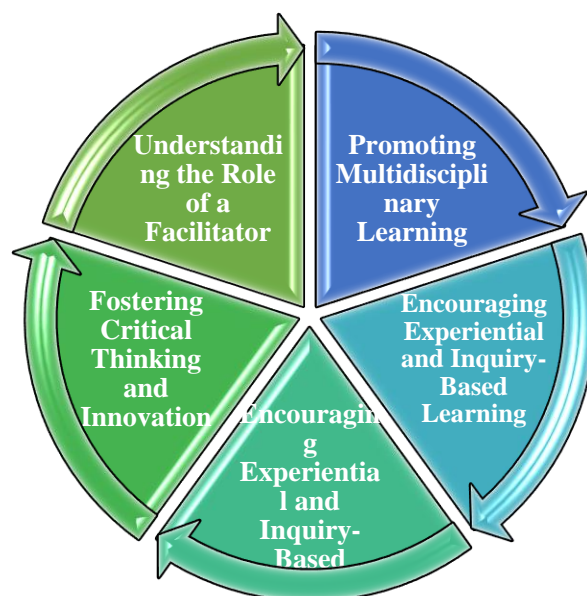 Understandi
ng the Role
of a
Facilitator
Promoting
Multidiscipli
nary
Learning
Encouraging
Experiential
and Inquiry-
Based
Learning
Encouragin
g
Experientia
l and
Inquiry-
Based
Fostering
Critical
Thinking
and
Innovation